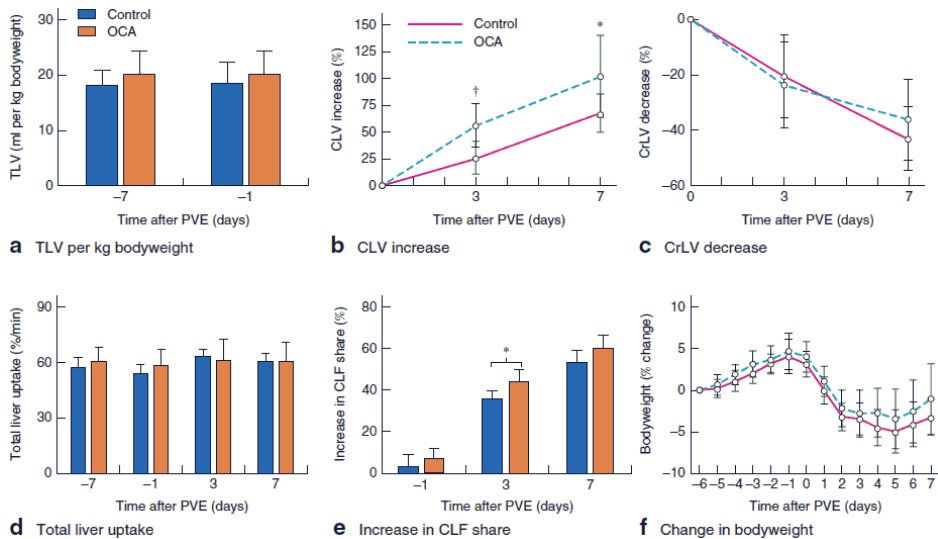 Control
OCA
TLV (ml per kg bodyweight)
30
20
10
0
–7
–1
Time after PVE (days)
a TLV per kg bodyweight
Control
OCA
CLV increase (%)
150
125
100
75
50
25
0
†
*
3
7
Time after PVE (days)
b CLV increase
CrLV decrease (%)
0
–20
–40
–60
0
3
7
Time after PVE (days)
c CrLV decrease
Total liver uptake (%/min)
90
60
30
0
–7
–1
3
7
Time after PVE (days)
d Total liver uptake
Increase in CLF share (%)
80
60
40
20
0
*
–1
3
7
Time after PVE (days)
e Increase in CLF share
Bodyweight (% change)
10
5
0
–5
–10
–6 –5 –4 –3 –2 –1 0 1 2 3 4 5 6 7
Time after PVE (days)
f Change in bodyweight